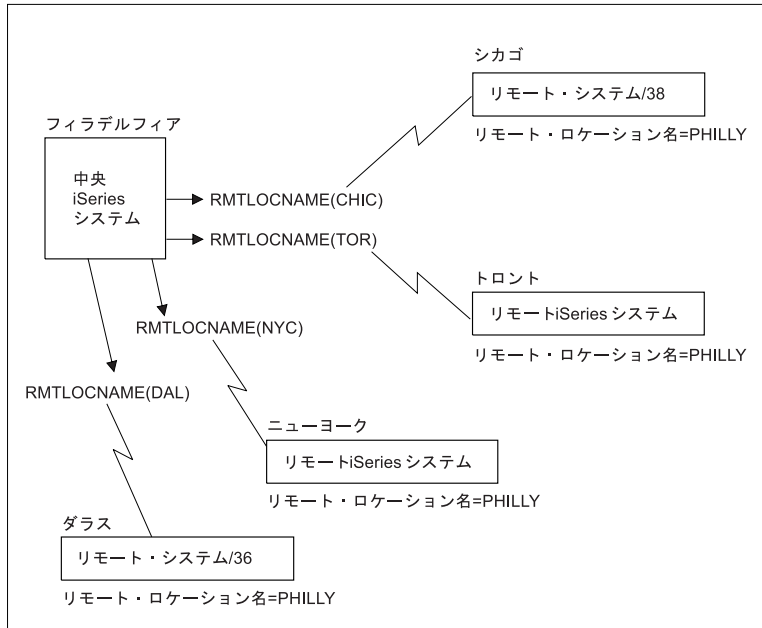 シカゴ
リモート・システム/38
リモート・ロケーション名=PHILLY
フィラデルフィア
中央
iSeries
システム
RMTLOCNAME(CHIC)
RMTLOCNAME(TOR)
トロント
リモートiSeriesシステム
リモート・ロケーション名=PHILLY
RMTLOCNAME(NYC)
RMTLOCNAME(DAL)
ニューヨーク
リモートiSeriesシステム
リモート・ロケーション名=PHILLY
ダラス
リモート・システム/36
リモート・ロケーション名=PHILLY